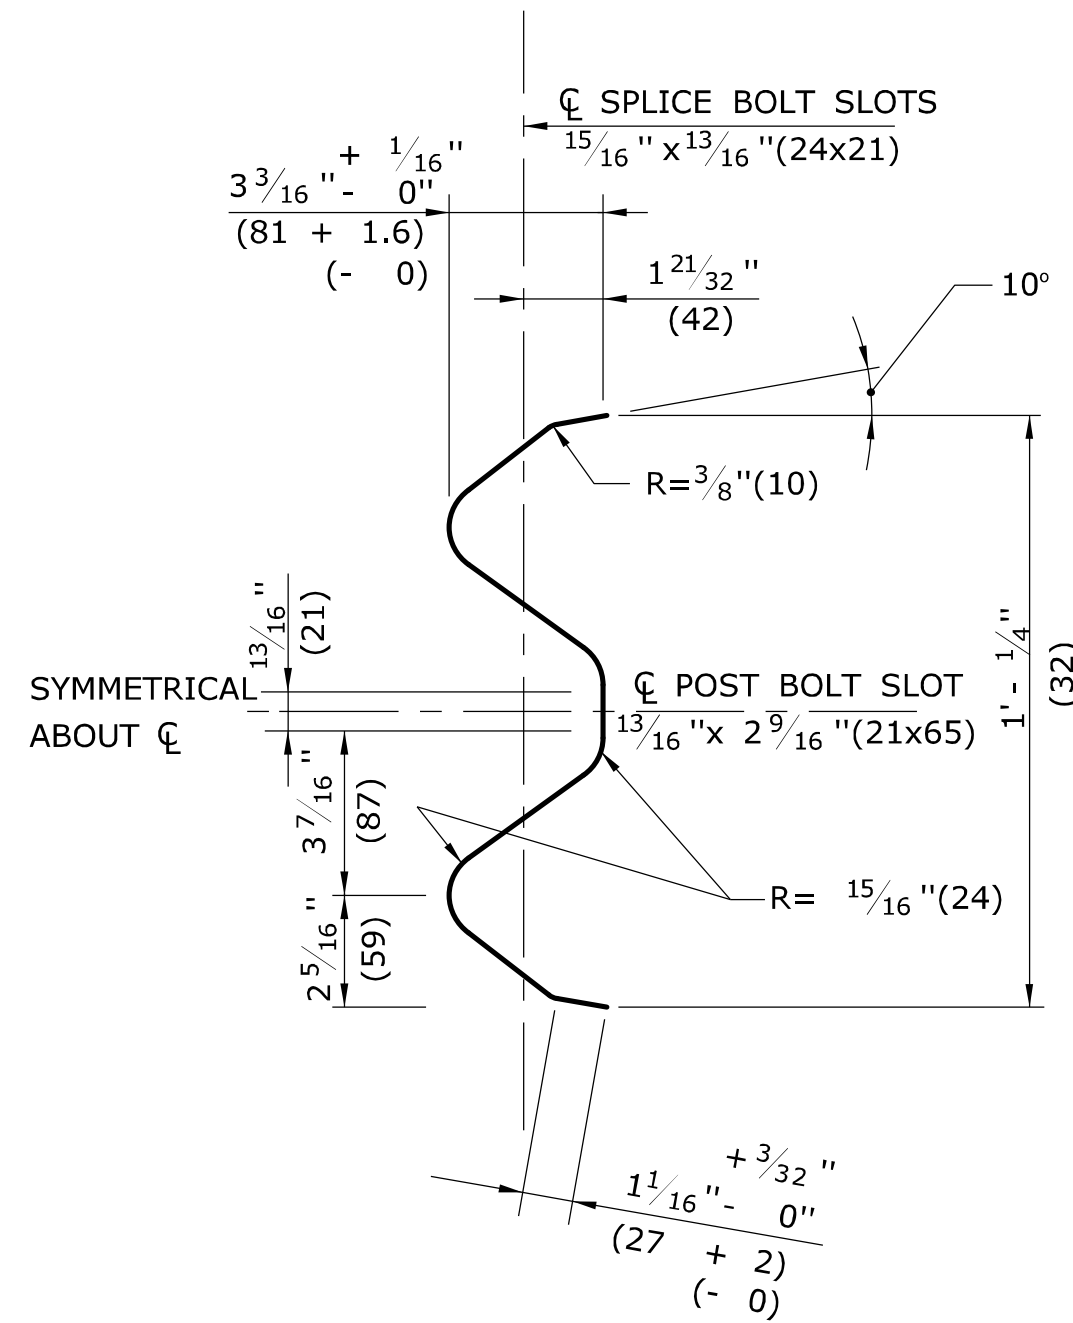 ℄ SPLICE BOLT SLOTS
15/16 " x 13/16 "(24x21)
+ 1/16"
3 3/16 "- 0"
(81 + 1.6)
(- 0)
1 21/32 "
(42)
10°
R=3/8"(10)
13/16 "
(21)
SYMMETRICAL
ABOUT ℄
℄ POST BOLT SLOT
13/16 "x 2 9/16 "(21x65)
1'- 1/4"
(32)
3 7/16 "
(87)
R= 15/16 "(24)
2 5/16 "
(59)
+ 3/32 "
1 1/16 "- 0"
(27 + 2)
(- 0)